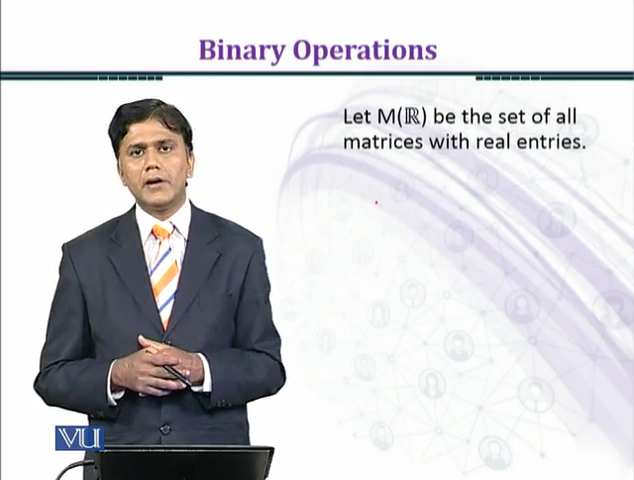 Binary Operations
Let M(ℝ) be the set of all
matrices with real entries.
VU